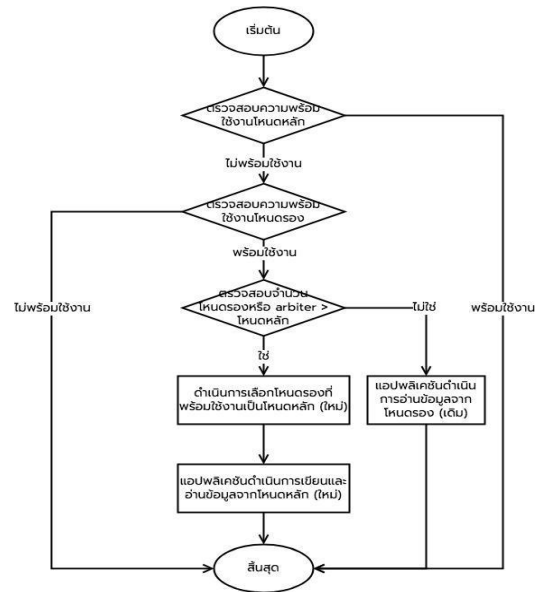 เริ่มต้น
ตรวจสอบความพร้อม
ใช้งานโหนดหลัก
ไม่พร้อมใช้งาน
ตรวจสอบความพร้อม
ใช้งานโหนดรอง
พร้อมใช้งาน
ตรวจสอบจำนวน
โหนดรองหรือ arbiter >
โหนดหลัก
ไม่พร้อมใช้งาน
ไม่ใช่
พร้อมใช้งาน
ใช่
ดำเนินการเลือกโหนดรองที่
พร้อมใช้งานเป็นโหนดหลัก (ใหม่)
แอปพลิเคชันดำเนิน
การอ่านข้อมูลจาก
โหนดรอง (เดิม)
แอปพลิเคชันดำเนินการเขียนและ
อ่านข้อมูลจากโหนดหลัก (ใหม่)
สิ้นสุด